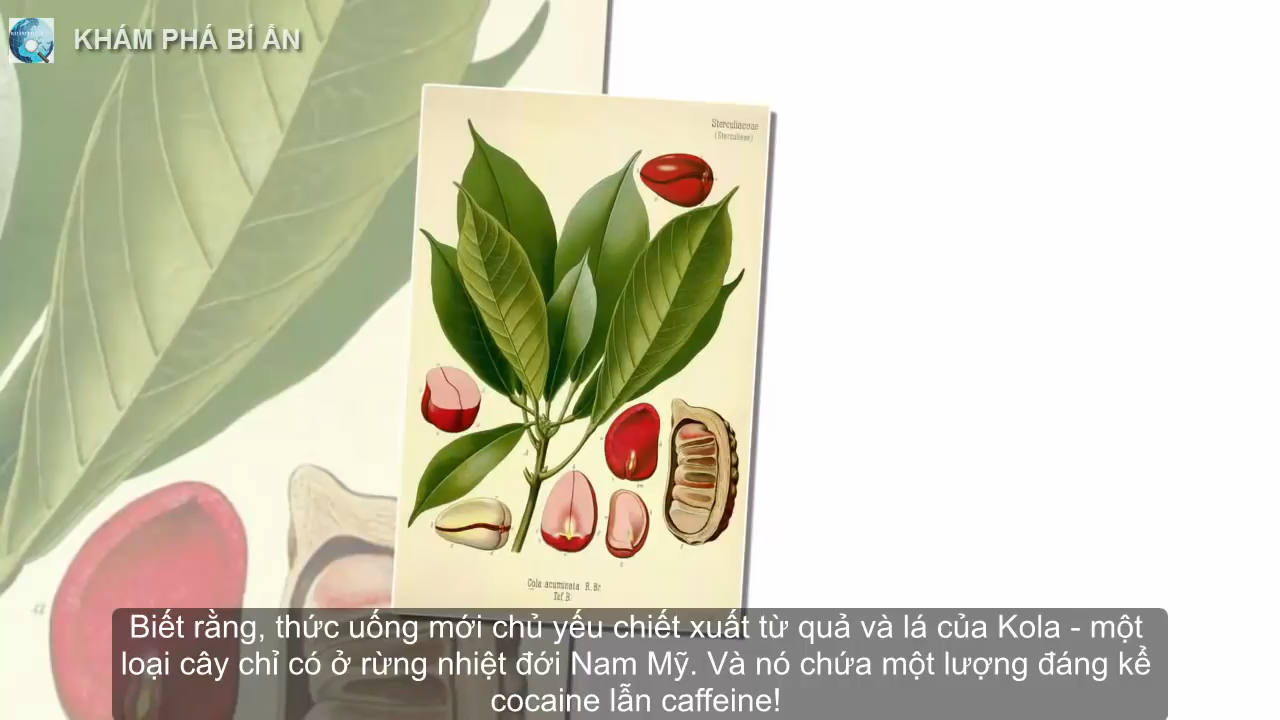 KHÁM PHÁ BÍ ẨN
Sterculiaceae
(Sterculieae)
Cola acuminata R. Br.
Taf B.
Biết rằng, thức uống mới chủ yếu chiết xuất từ quả và lá của Kola - một
loại cây chỉ có ở rừng nhiệt đới Nam Mỹ. Và nó chứa một lượng đáng kể
cocaine lẫn caffeine!